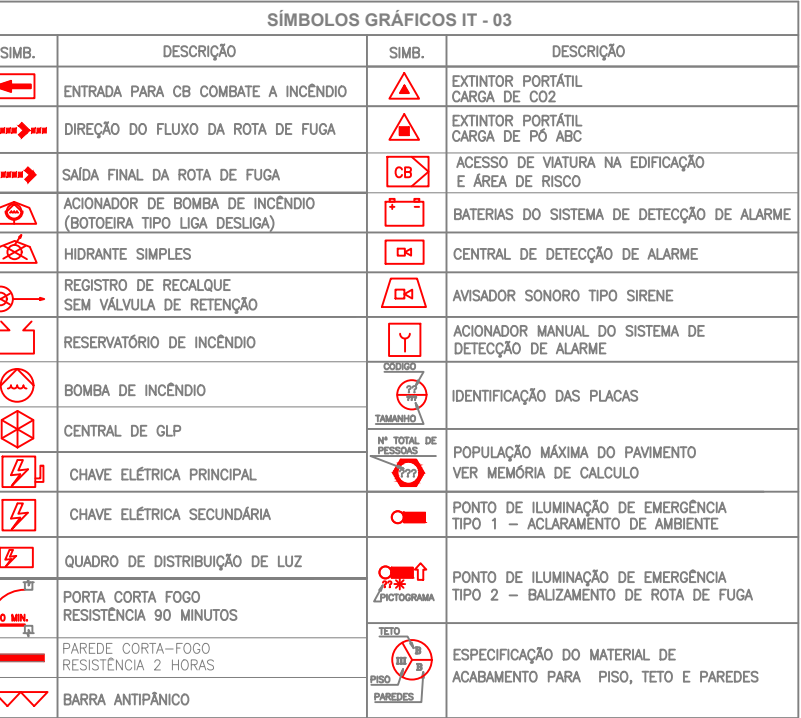 SÍMBOLOS GRÁFICOS IT - 03
SIMB.
DESCRIÇÃO
ENTRADA PARA CB COMBATE A INCÊNDIO
DIREÇÃO DO FLUXO DA ROTA DE FUGA
SAÍDA FINAL DA ROTA DE FUGA
ACIONADOR DE BOMBA DE INCÊNDIO
(BOTOEIRA TIPO LIGA DESLIGA)
HIDRANTE SIMPLES
REGISTRO DE RECALQUE
SEM VÁLVULA DE RETENÇÃO
RESERVATÓRIO DE INCÊNDIO
BOMBA DE INCÊNDIO
CENTRAL DE GLP
CHAVE ELÉTRICA PRINCIPAL
CHAVE ELÉTRICA SECUNDÁRIA
QUADRO DE DISTRIBUIÇÃO DE LUZ
0 MIN.
PORTA CORTA FOGO
RESISTÊNCIA 90 MINUTOS
PAREDE CORTA-FOGO
RESISTÊNCIA 2 HORAS
BARRA ANTIPÂNICO
SIMB.
DESCRIÇÃO
EXTINTOR PORTÁTIL
CARGA DE CO2
EXTINTOR PORTÁTIL
CARGA DE PÓ ABC
CB
ACESSO DE VIATURA NA EDIFICAÇÃO
E ÁREA DE RISCO
+ -
BATERIAS DO SISTEMA DE DETECÇÃO DE ALARME
CENTRAL DE DETECÇÃO DE ALARME
AVISADOR SONORO TIPO SIRENE
ACIONADOR MANUAL DO SISTEMA DE
DETECÇÃO DE ALARME
CÓDIGO
??
???
TAMANHO
IDENTIFICAÇÃO DAS PLACAS
Nº TOTAL DE
PESSOAS
???
POPULAÇÃO MÁXIMA DO PAVIMENTO
VER MEMÓRIA DE CALCULO
PONTO DE ILUMINAÇÃO DE EMERGÊNCIA
TIPO 1 – ACLARAMENTO DE AMBIENTE
??*
PICTOGRAMA
PONTO DE ILUMINAÇÃO DE EMERGÊNCIA
TIPO 2 – BALIZAMENTO DE ROTA DE FUGA
TETO
B
III
B
PISO
PAREDES
ESPECIFICAÇÃO DO MATERIAL DE
ACABAMENTO PARA PISO, TETO E PAREDES